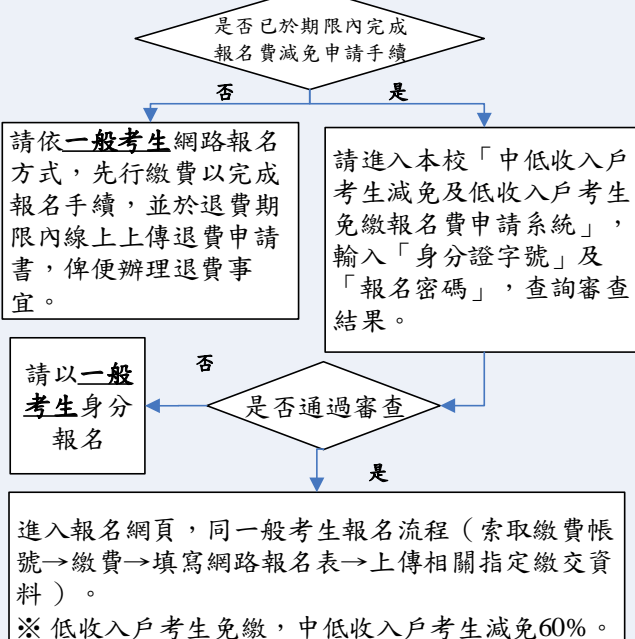 是否已於期限內完成
報名費減免申請手續
否
是
請依一般考生網路報名
方式，先行繳費以完成
報名手續，並於退費期
限內線上上傳退費申請
書，俾便辦理退費事
宜。
請進入本校「中低收入戶
考生減免及低收入戶考生
免繳報名費申請系統」，
輸入「身分證字號」及
「報名密碼」，查詢審查
結果。
請以一般
考生身分
報名
否
是否通過審查
是
進入報名網頁，同一般考生報名流程（索取繳費帳
號→繳費→填寫網路報名表→上傳相關指定繳交資
料）。
※ 低收入戶考生免繳，中低收入戶考生減免60%。